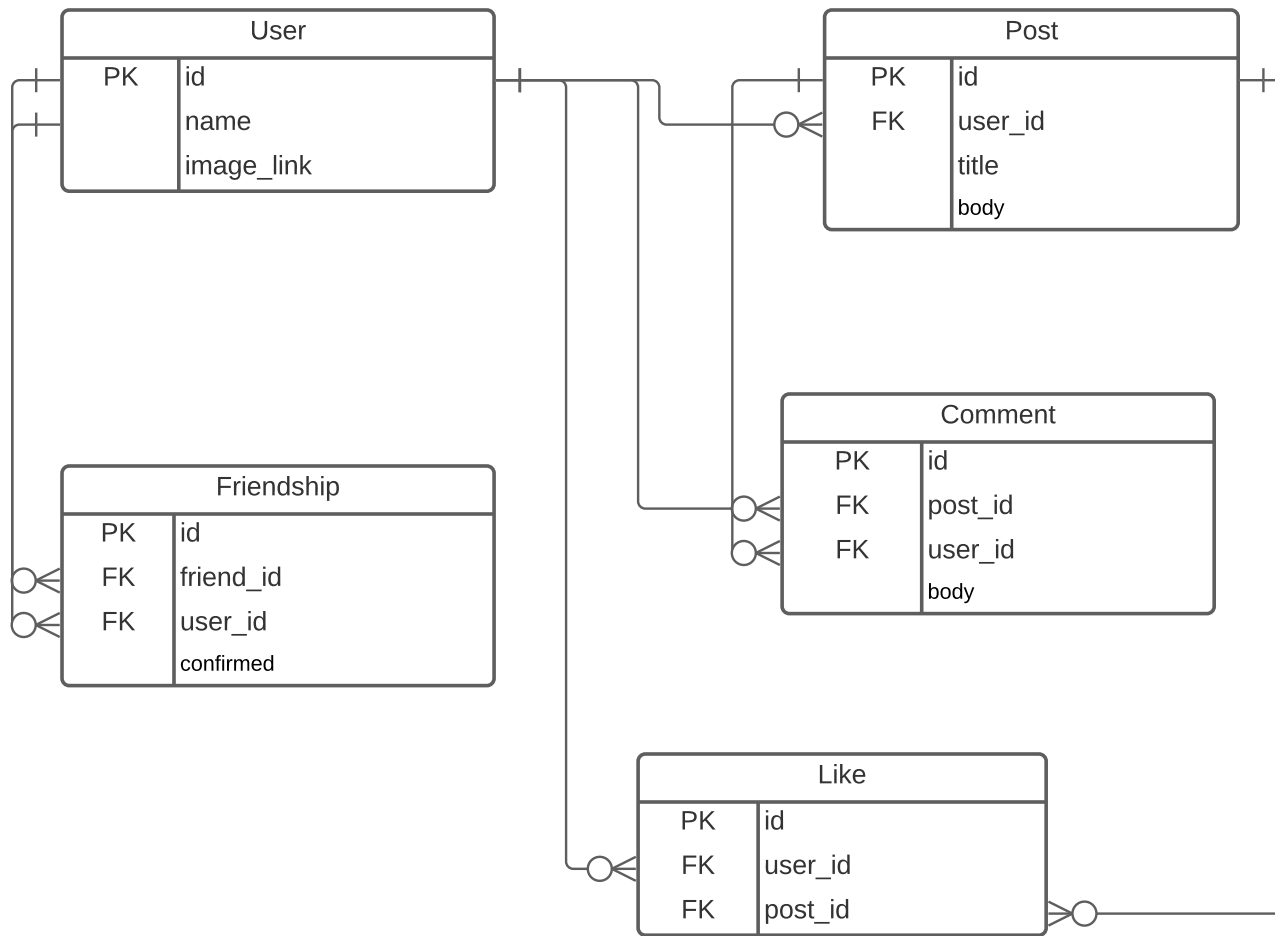 User
PK id
name
image_link
Post
PK id
FK user_id
title
body
Friendship
PK id
FK friend_id
FK user_id
confirmed
Comment
PK id
FK post_id
FK user_id
body
Like
PK id
FK user_id
FK post_id